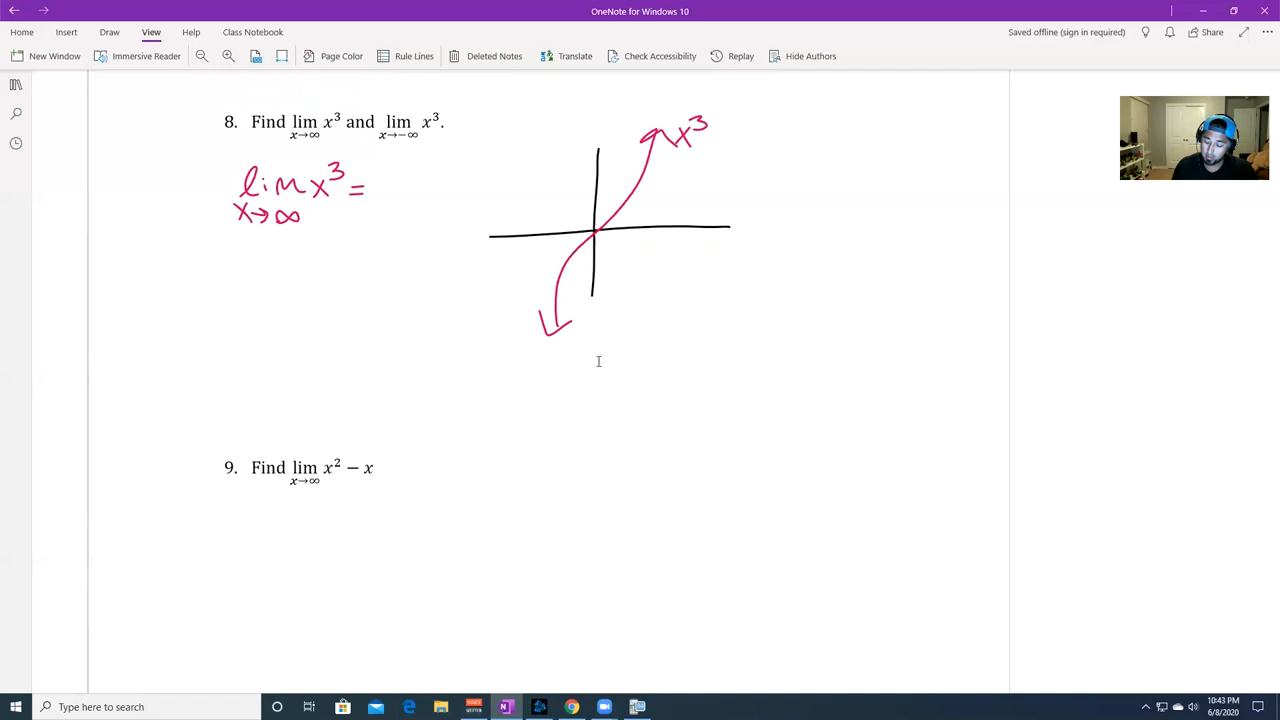 OneNote for Windows 10
Home Insert Draw View Help Class Notebook Saved offline (sign in required) Share
New Window Immersive Reader Page Color Rule Lines Deleted Notes Translate Check Accessibility Replay Hide Authors
8. Find lim x→∞ x³ and lim x→−∞ x³.
lim x→∞ x³ =
x³
9. Find lim x→∞ x² − x
Type here to search
10:43 PM
6/8/2020